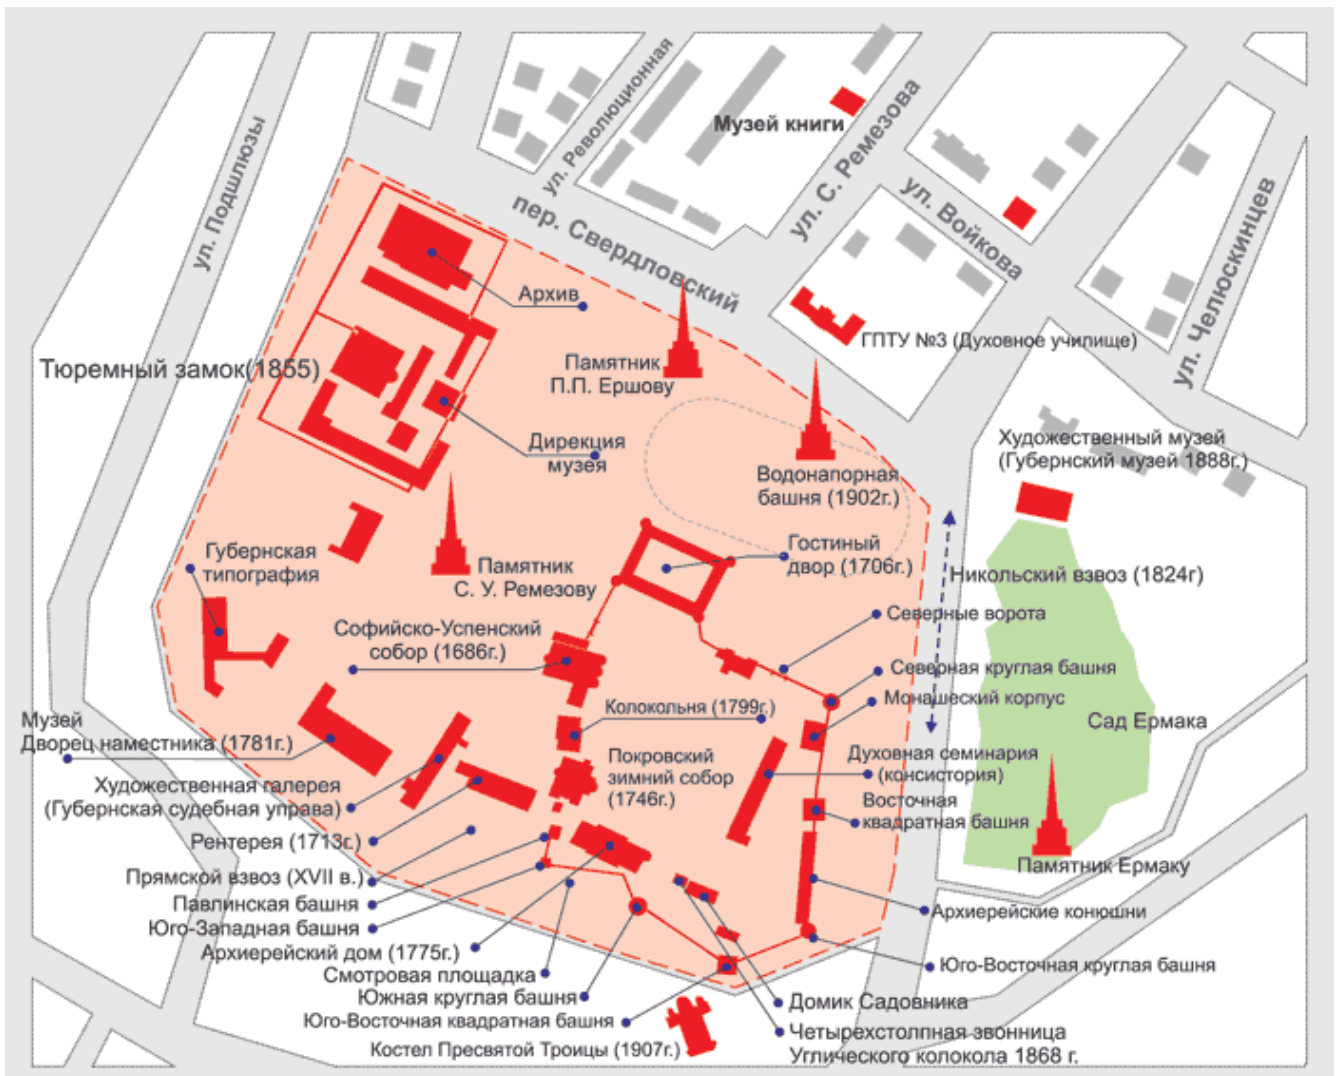 ул. Подшлюзы
ул. Революционная
Музей книги
ул. С. Ремезова
пер. Свердловский
ул. Войкова
ул. Челюскинцев
Архив
ГПТУ №3 (Духовное училище)
Тюремный замок(1855)
Памятник
П.П. Ершову
Дирекция
музея
Водонапорная
башня (1902г.)
Художественный музей
(Губернский музей 1888г.)
Губернская
типография
Памятник
С. У. Ремезову
Гостиный
двор (1706г.)
Никольский взвоз (1824г)
Северные ворота
Софийско-Успенский
собор (1686г.)
Северная круглая башня
Монашеский корпус
Колокольня (1799г.)
Сад Ермака
Музей
Дворец наместника (1781г.)
Покровский
зимний собор
(1746г.)
Духовная семинария
(консистория)
Художественная галерея
(Губернская судебная управа)
Восточная
квадратная башня
Рентерея (1713г.)
Памятник Ермаку
Прямской взвоз (XVII в.)
Павлинская башня
Юго-Западная башня
Архиерейские конюшни
Архиерейский дом (1775г.)
Смотровая площадка
Юго-Восточная круглая башня
Южная круглая башня
Юго-Восточная квадратная башня
Домик Садовника
Костел Пресвятой Троицы (1907г.)
Четырехстолпная звонница
Углического колокола 1868 г.